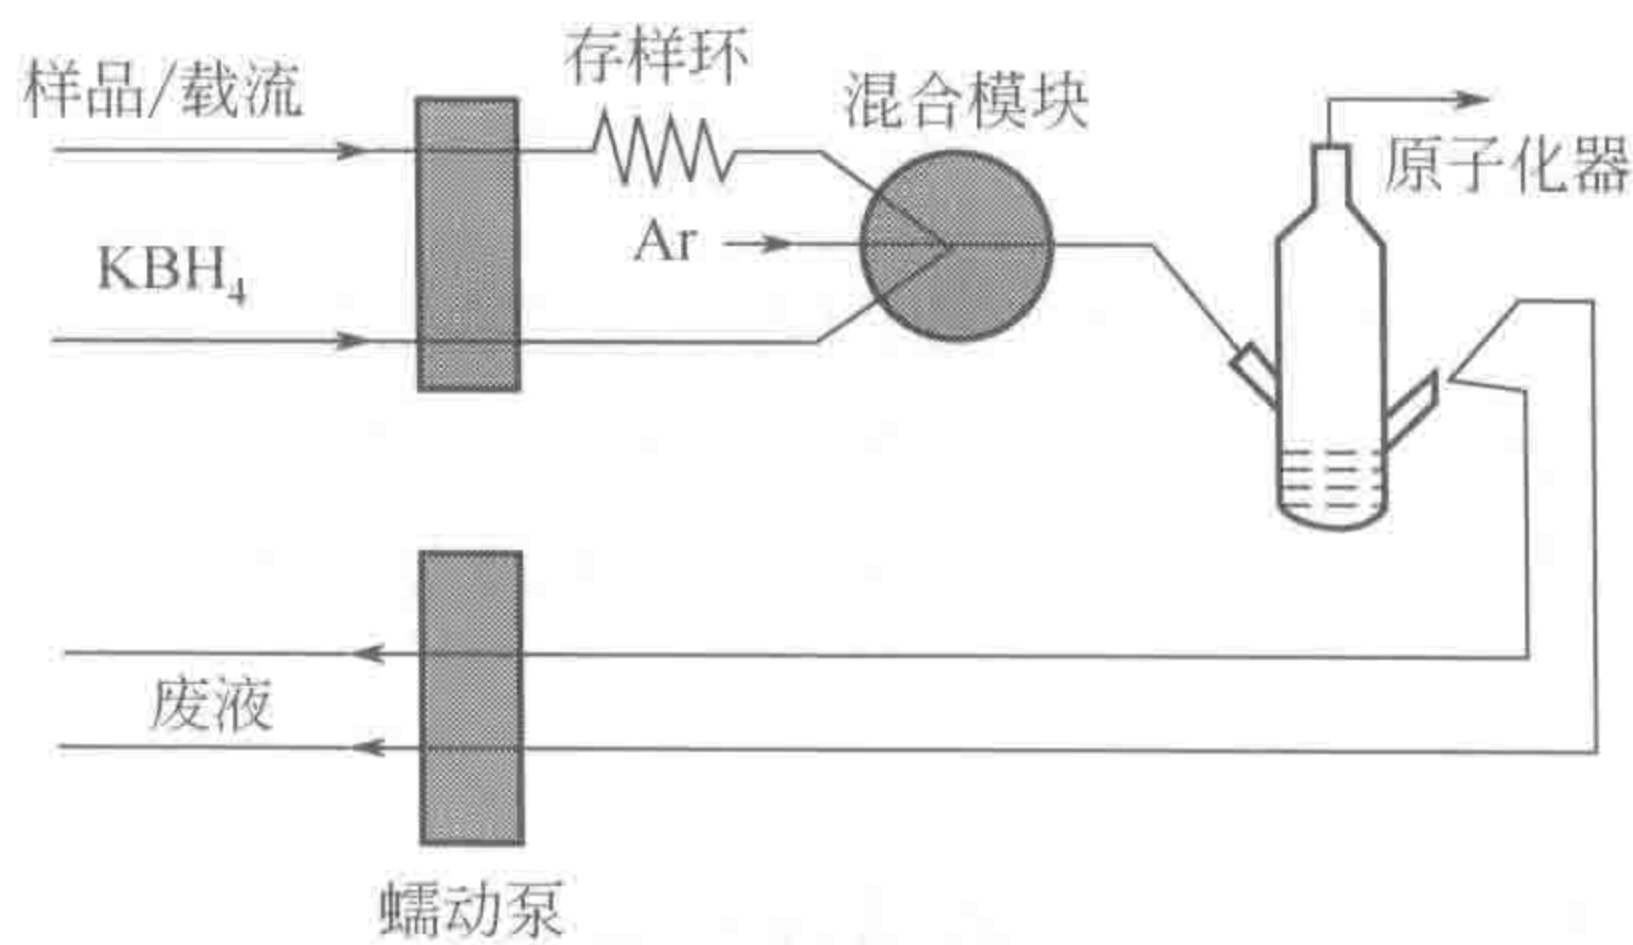 存样环
样品/载流
混合模块
原子化器
Ar
KBH₄
废液
蠕动泵